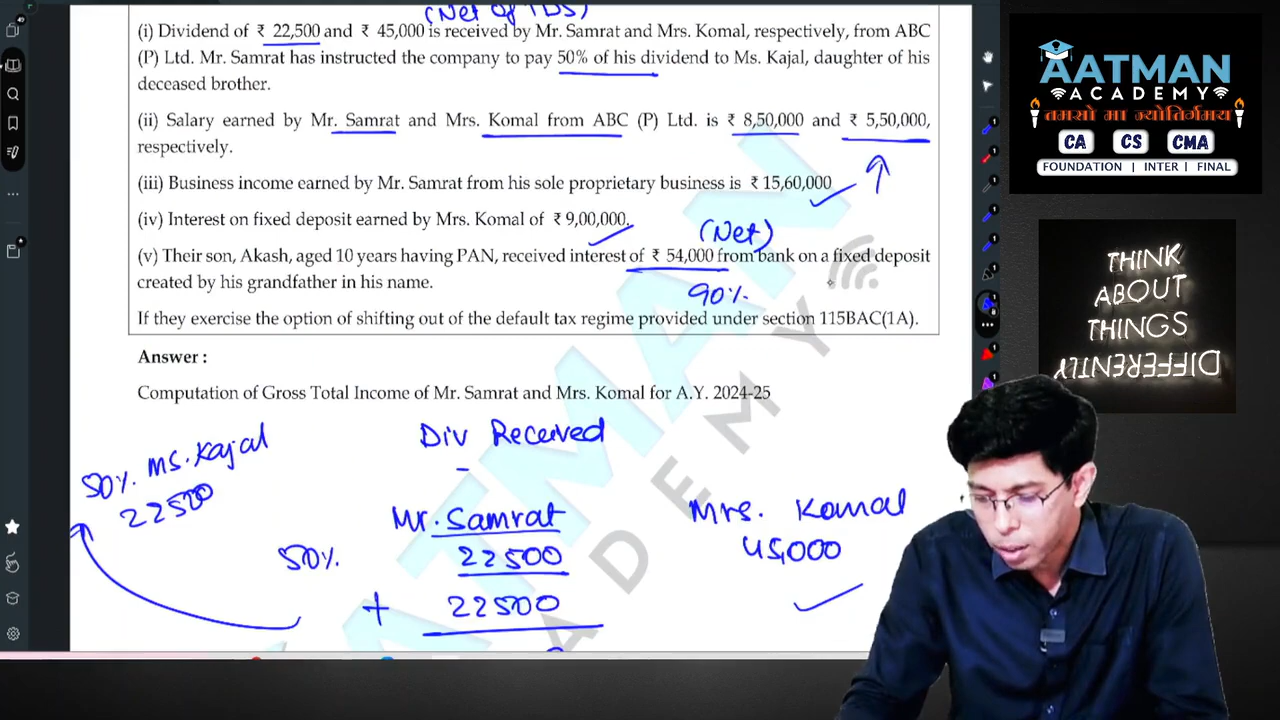 (Net of TDS)
(i) Dividend of ₹ 22,500 and ₹ 45,000 is received by Mr. Samrat and Mrs. Komal, respectively, from ABC
(P) Ltd. Mr. Samrat has instructed the company to pay 50% of his dividend to Ms. Kajal, daughter of his
deceased brother.
(ii) Salary earned by Mr. Samrat and Mrs. Komal from ABC (P) Ltd. is ₹ 8,50,000 and ₹ 5,50,000,
respectively.
(iii) Business income earned by Mr. Samrat from his sole proprietary business is ₹ 15,60,000
(iv) Interest on fixed deposit earned by Mrs. Komal of ₹ 9,00,000.
(Net)
(v) Their son, Akash, aged 10 years having PAN, received interest of ₹ 54,000 from bank on a fixed deposit
created by his grandfather in his name.
90%
If they exercise the option of shifting out of the default tax regime provided under section 115BAC(1A).
Answer :
Computation of Gross Total Income of Mr. Samrat and Mrs. Komal for A.Y. 2024-25
Div Received
50% Ms. Kajal
22500
Mr. Samrat
Mrs. Komal
50%
22500
45,000
+ 22500
AATMAN
ACADEMY
AATMAN
ACADEMY
तमसो मा ज्योतिर्गमय
CA CS CMA
FOUNDATION | INTER | FINAL
THINK
ABOUT
THINGS
DIFFERENTLY